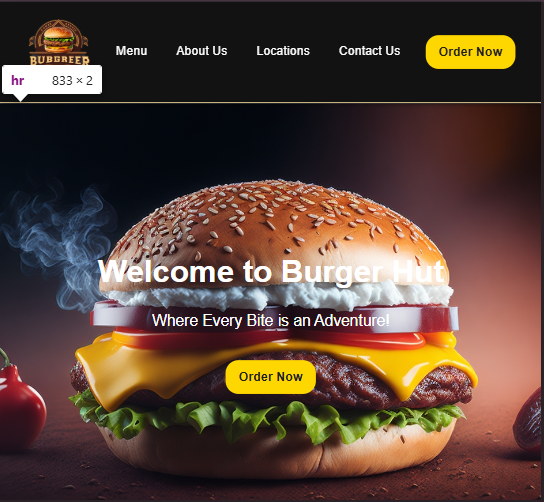 BUBGREER
Menu
About Us
Locations
Contact Us
Order Now
hr 833 × 2
Welcome to Burger Hut
Where Every Bite is an Adventure!
Order Now